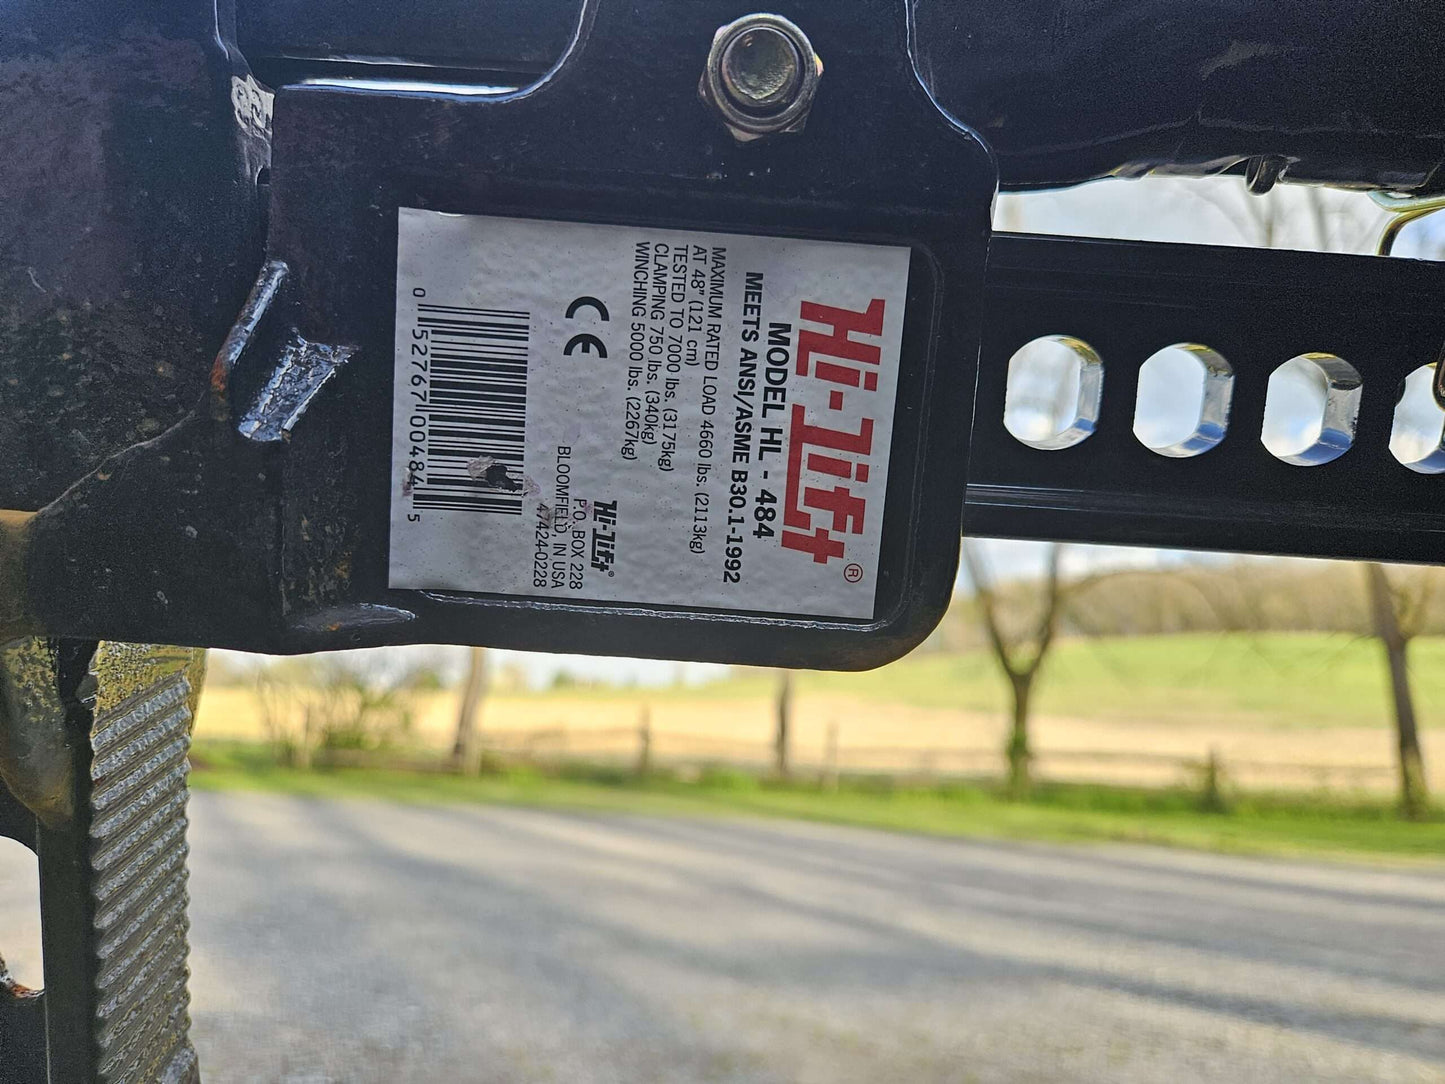 Hi-Lift®
MODEL HL - 484
MEETS ANSI/ASME B30.1-1992
MAXIMUM RATED LOAD 4660 lbs. (2113kg)
AT 48" (121 cm)
TESTED TO 7000 lbs. (3175kg)
CLAMPING 750 lbs. (340kg)
WINCHING 5000 lbs. (2267kg)
CE
Hi-Lift®
P.O. BOX 228
BLOOMFIELD, IN USA
47424-0228
0 52767 00484 5